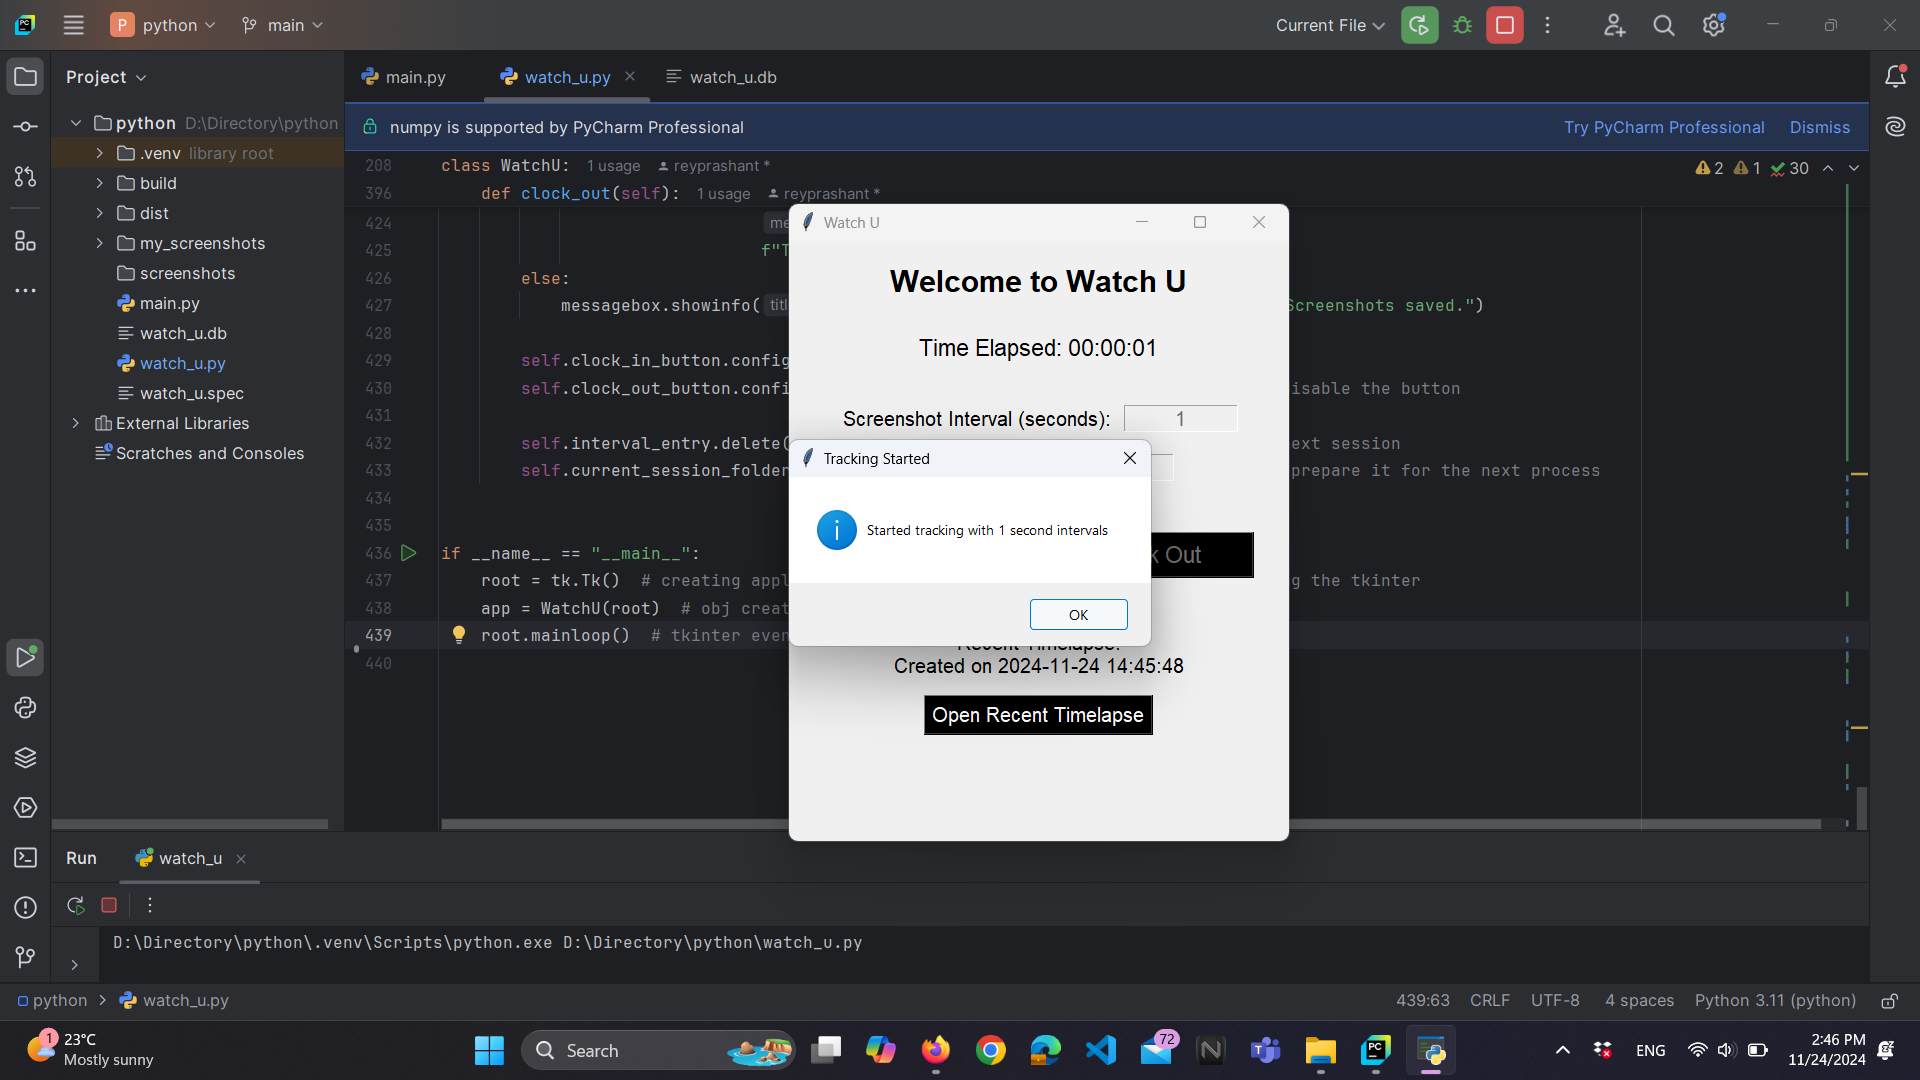 P python main
Current File
Project
main.py
watch_u.py
watch_u.db
python D:\Directory\python
.venv library root
build
dist
my_screenshots
screenshots
main.py
watch_u.db
watch_u.py
watch_u.spec
External Libraries
Scratches and Consoles
numpy is supported by PyCharm Professional
Try PyCharm Professional
Dismiss
208 class WatchU: 1 usage reyprashant *
2 1 30
396 def clock_out(self): 1 usage reyprashant *
424 me
425 f"T
426 else:
427 messagebox.showinfo( titl creenshots saved.")
428
429 self.clock_in_button.config
430 self.clock_out_button.confi isable the button
431
432 self.interval_entry.delete( ext session
433 self.current_session_folder prepare it for the next process
434
435
436 if __name__ == "__main__":
437 root = tk.Tk() # creating appl g the tkinter
438 app = WatchU(root) # obj creat
439 root.mainloop() # tkinter even
440
Watch U
Welcome to Watch U
Time Elapsed: 00:00:01
Screenshot Interval (seconds): 1
Tracking Started
i Started tracking with 1 second intervals
OK
k Out
Recent Timelapse:
Created on 2024-11-24 14:45:48
Open Recent Timelapse
Run
watch_u
D:\Directory\python\.venv\Scripts\python.exe D:\Directory\python\watch_u.py
python > watch_u.py
439:63 CRLF UTF-8 4 spaces Python 3.11 (python)
1
23°C
Mostly sunny
Search
72
ENG
2:46 PM
11/24/2024